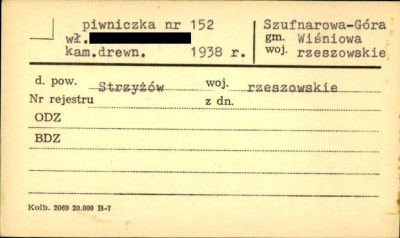 piwniczka nr 152
wł.
kam.drewn. 1938 r.
Szufnarowa-Góra
gm. Wiśniowa
woj. rzeszowskie
d. pow. Strzyżów woj. rzeszowskie
Nr rejestru z dn.
ODZ
BDZ
Kolb. 2069 20.000 B-7